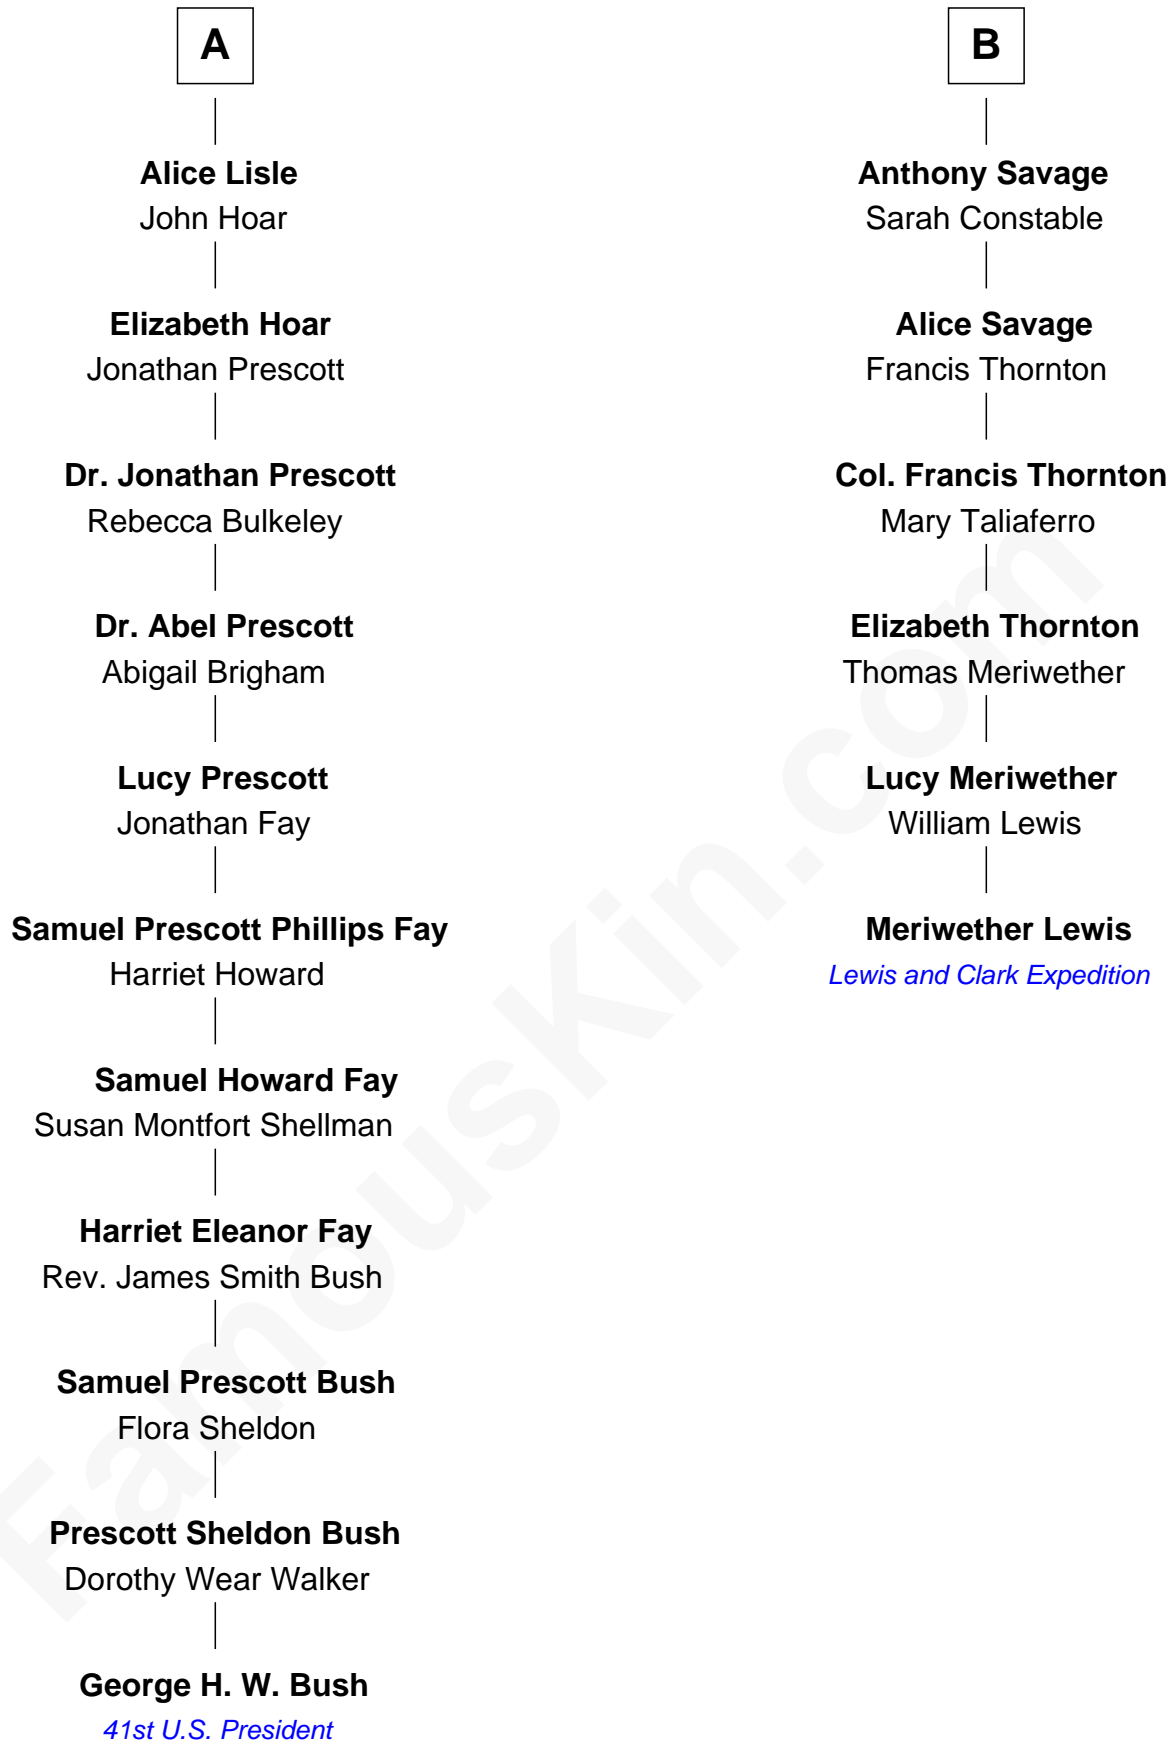 A
Alice Lisle
John Hoar
Elizabeth Hoar
Jonathan Prescott
Dr. Jonathan Prescott
Rebecca Bulkeley
Dr. Abel Prescott
Abigail Brigham
Lucy Prescott
Jonathan Fay
Samuel Prescott Phillips Fay
Harriet Howard
Samuel Howard Fay
Susan Montfort Shellman
Harriet Eleanor Fay
Rev. James Smith Bush
Samuel Prescott Bush
Flora Sheldon
Prescott Sheldon Bush
Dorothy Wear Walker
George H. W. Bush
41st U.S. President
B
Anthony Savage
Sarah Constable
Alice Savage
Francis Thornton
Col. Francis Thornton
Mary Taliaferro
Elizabeth Thornton
Thomas Meriwether
Lucy Meriwether
William Lewis
Meriwether Lewis
Lewis and Clark Expedition
FamousKin.com